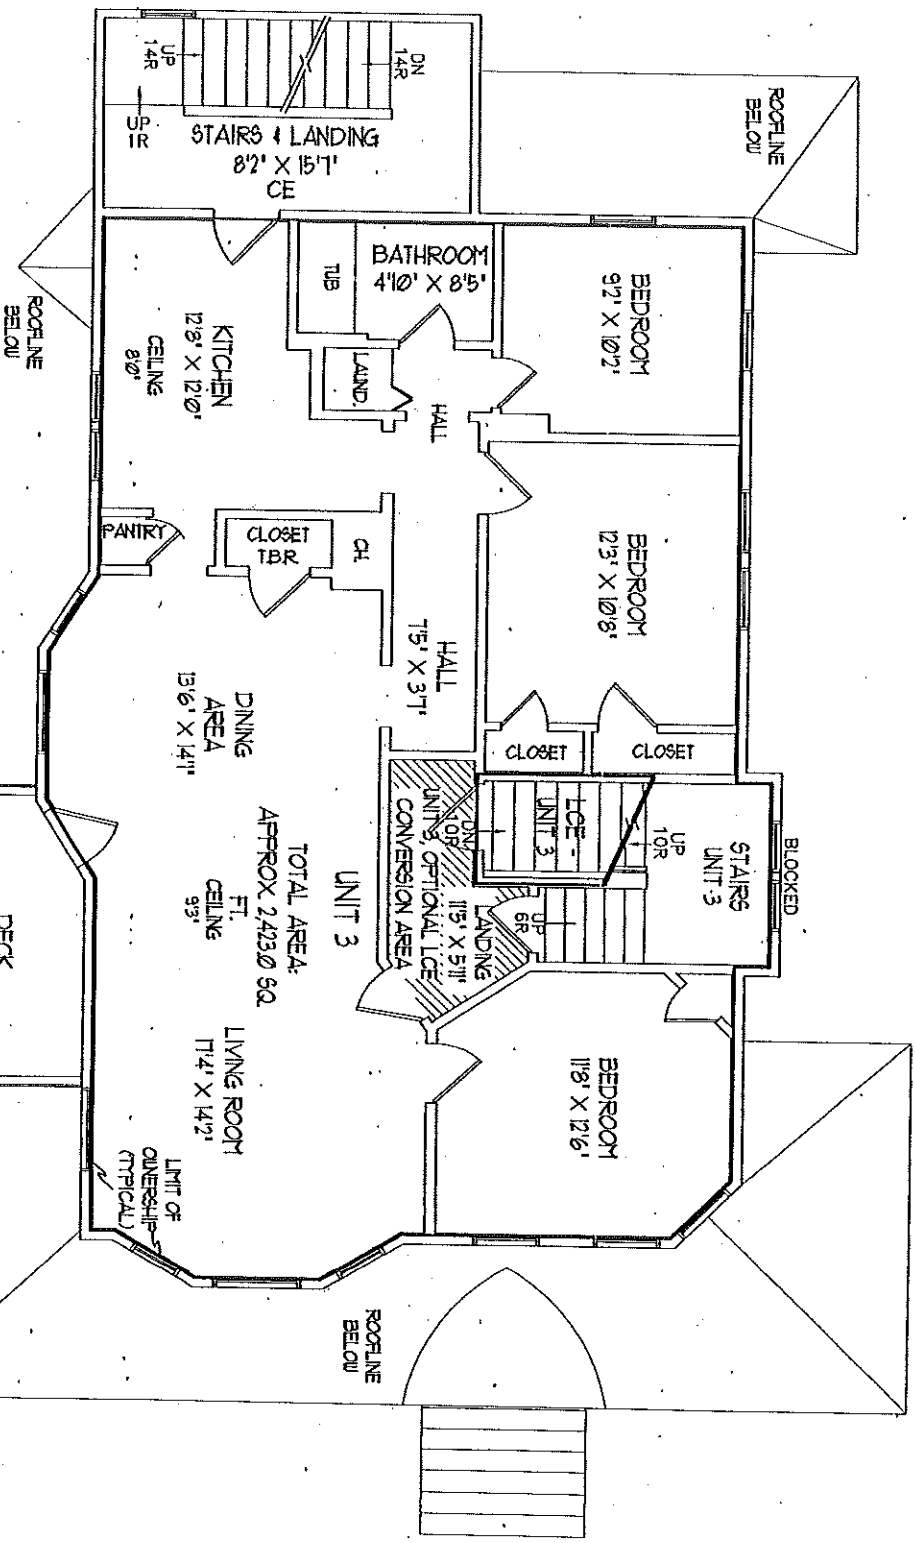 ROOFLINE
BELOW
DN
14R
UP
14R
UP
1R
STAIRS & LANDING
8'2" X 15'7"
CE
BATHROOM
4'10" X 8'5"
TUB
BEDROOM
9'2" X 10'2"
ROOFLINE
BELOW
KITCHEN
12'8" X 12'0"
CEILING
8'0"
LAUND.
HALL
PANTRY
CLOSET
TBR
CH.
BEDROOM
12'3" X 10'8"
HALL
7'5" X 3'7"
CLOSET
CLOSET
DINING
AREA
13'6" X 14'1"
UNIT 3, OPTIONAL LCE
CONVERSION AREA
DN
10R
LCE -
UNIT 3
UP
10R
STAIRS
UNIT-3
BLOCKED
UP
6R
LANDING
11'5" X 5'11"
UNIT 3
TOTAL AREA:
APPROX 2,423.0 SQ.
FT.
CEILING
9'3"
DECK
LIVING ROOM
17'4" X 14'2"
BEDROOM
11'8" X 12'6"
LIMIT OF
OWNERSHIP
(TYPICAL)
ROOFLINE
BELOW